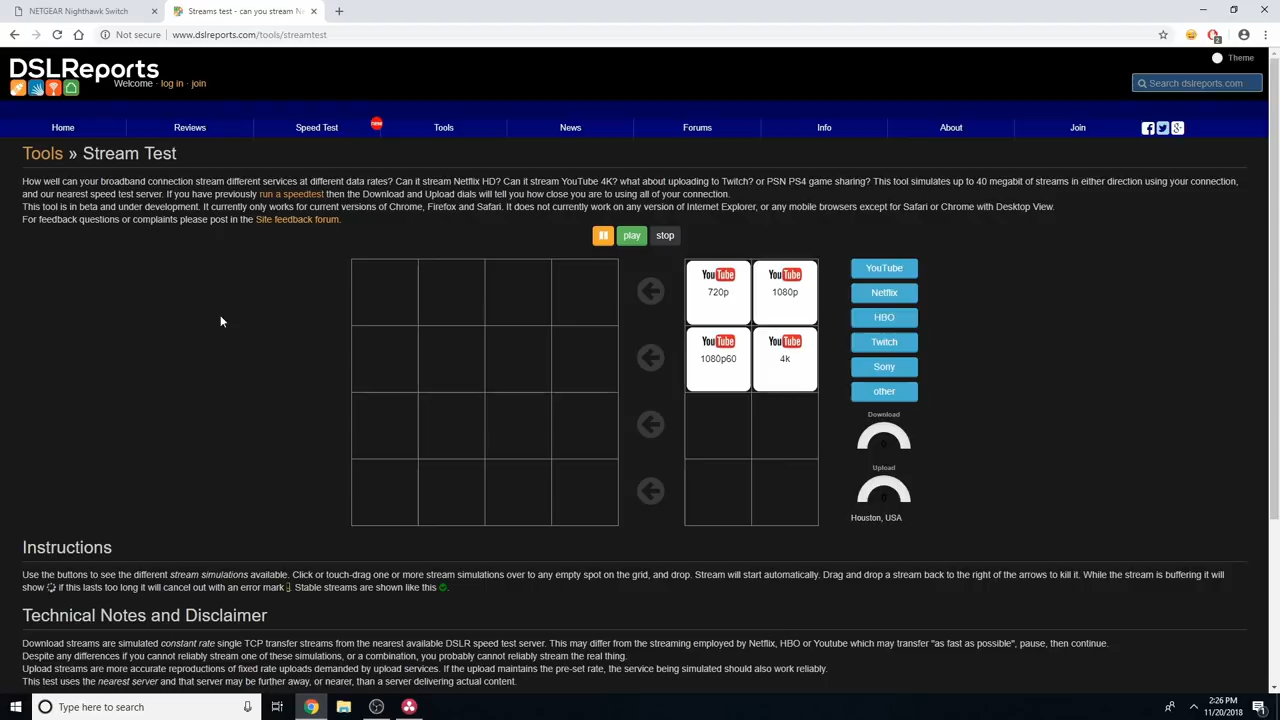 NETGEAR Nighthawk Switch
Streams test - can you stream Ne
Not secure
www.dslreports.com/tools/streamtest
2
DSLReports
Welcome - log in - join
Theme
Search dslreports.com
Home
Reviews
Speed Test
new
Tools
News
Forums
Info
About
Join
Tools » Stream Test
How well can your broadband connection stream different services at different data rates? Can it stream Netflix HD? Can it stream YouTube 4K? what about uploading to Twitch? or PSN PS4 game sharing? This tool simulates up to 40 megabit of streams in either direction using your connection,
and our nearest speed test server. If you have previously run a speedtest then the Download and Upload dials will tell you how close you are to using all of your connection.
This tool is in beta and under development. It currently only works for current versions of Chrome, Firefox and Safari. It does not currently work on any version of Internet Explorer, or any mobile browsers except for Safari or Chrome with Desktop View.
For feedback questions or complaints please post in the Site feedback forum.
play
stop
YouTube
720p
YouTube
1080p
YouTube
1080p60
YouTube
4k
YouTube
Netflix
HBO
Twitch
Sony
other
Download
0
Upload
0
Houston, USA
Instructions
Use the buttons to see the different stream simulations available. Click or touch-drag one or more stream simulations over to any empty spot on the grid, and drop. Stream will start automatically. Drag and drop a stream back to the right of the arrows to kill it. While the stream is buffering it will
show if this lasts too long it will cancel out with an error mark . Stable streams are shown like this .
Technical Notes and Disclaimer
Download streams are simulated constant rate single TCP transfer streams from the nearest available DSLR speed test server. This may differ from the streaming employed by Netflix, HBO or Youtube which may transfer "as fast as possible", pause, then continue.
Despite any differences if you cannot reliably stream one of these simulations, or a combination, you probably cannot reliably stream the real thing.
Upload streams are more accurate reproductions of fixed rate uploads demanded by upload services. If the upload maintains the pre-set rate, the service being simulated should also work reliably.
This test uses the nearest server and that server may be further away, or nearer, than a server delivering actual content.
Type here to search
2:26 PM
11/20/2018
1